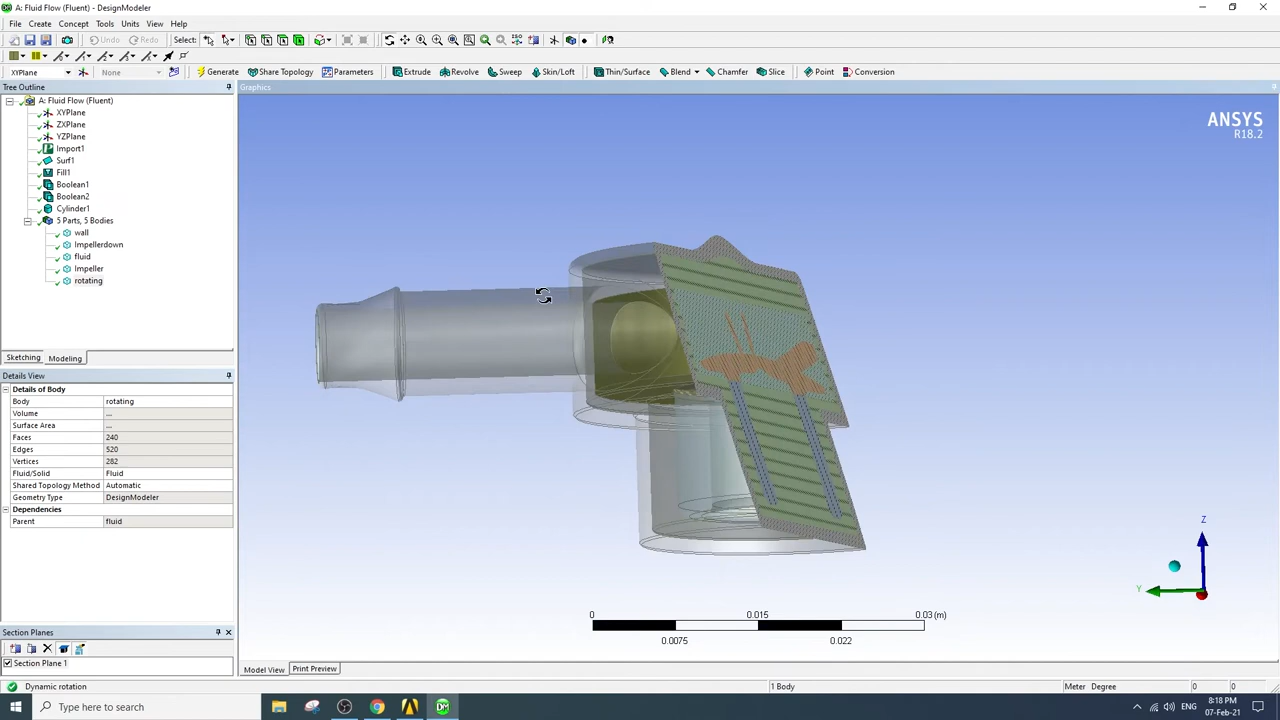 A: Fluid Flow (Fluent) - DesignModeler
File Create Concept Tools Units View Help
Undo Redo Select:
XYPlane None Generate Share Topology Parameters Extrude Revolve Sweep Skin/Loft Thin/Surface Blend Chamfer Slice Point Conversion
Tree Outline
A: Fluid Flow (Fluent)
XYPlane
ZXPlane
YZPlane
Import1
Surf1
Fill1
Boolean1
Boolean2
Cylinder1
5 Parts, 5 Bodies
wall
Impellerdown
fluid
Impeller
rotating
Sketching Modeling
Details View
Details of Body
Body rotating
Volume ...
Surface Area ...
Faces 240
Edges 520
Vertices 282
Fluid/Solid Fluid
Shared Topology Method Automatic
Geometry Type DesignModeler
Dependencies
Parent fluid
Section Planes
Section Plane 1
Graphics
ANSYS
R18.2
Z
Y
0 0.015 0.03 (m)
0.0075 0.022
Model View Print Preview
Dynamic rotation 1 Body Meter Degree 0 0
Type here to search
ENG
8:18 PM
07-Feb-21